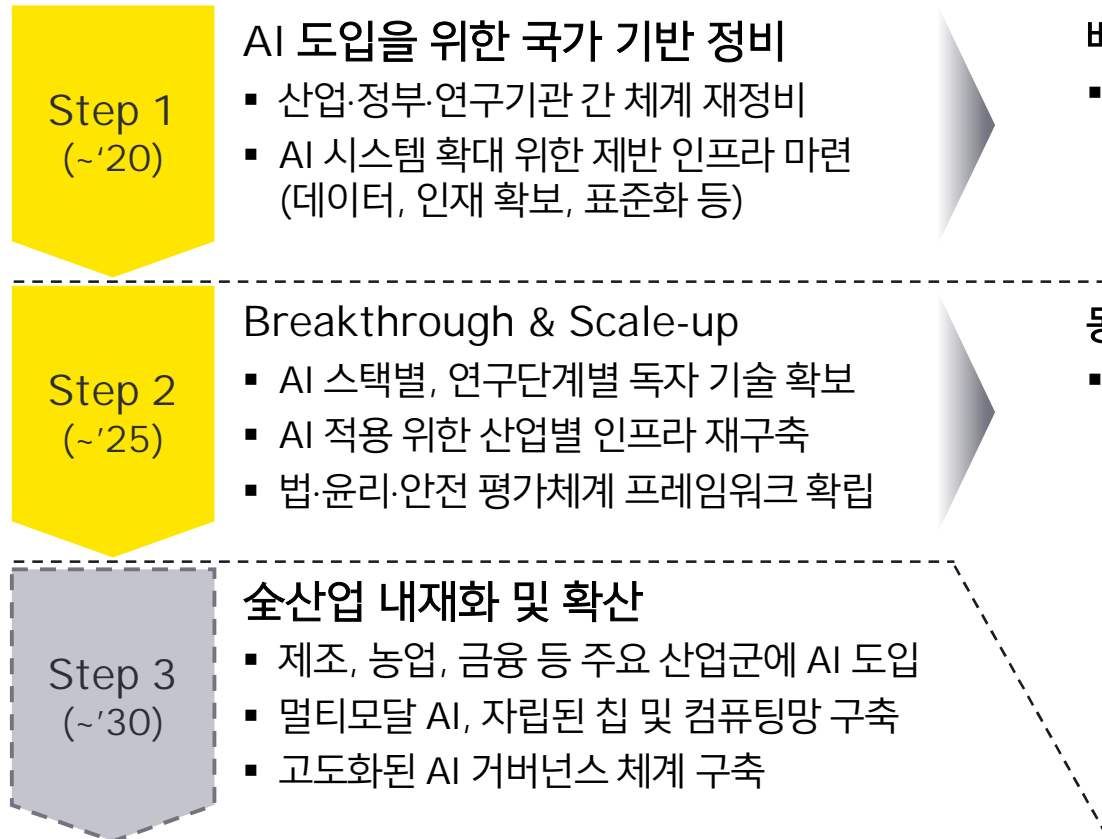 Step 1
(~‘20)
AI 도입을 위한 국가 기반 정비
▪ 산업·정부·연구기관 간 체계 재정비
▪ AI 시스템 확대 위한 제반 인프라 마련
(데이터, 인재 확보, 표준화 등)
Step 2
(~’25)
Breakthrough & Scale-up
▪ AI 스택별, 연구단계별 독자 기술 확보
▪ AI 적용 위한 산업별 인프라 재구축
▪ 법·윤리·안전 평가체계 프레임워크 확립
Step 3
(~’30)
全산업 내재화 및 확산
▪ 제조, 농업, 금융 등 주요 산업군에 AI 도입
▪ 멀티모달 AI, 자립된 칩 및 컴퓨팅망 구축
▪ 고도화된 AI 거버넌스 체계 구축